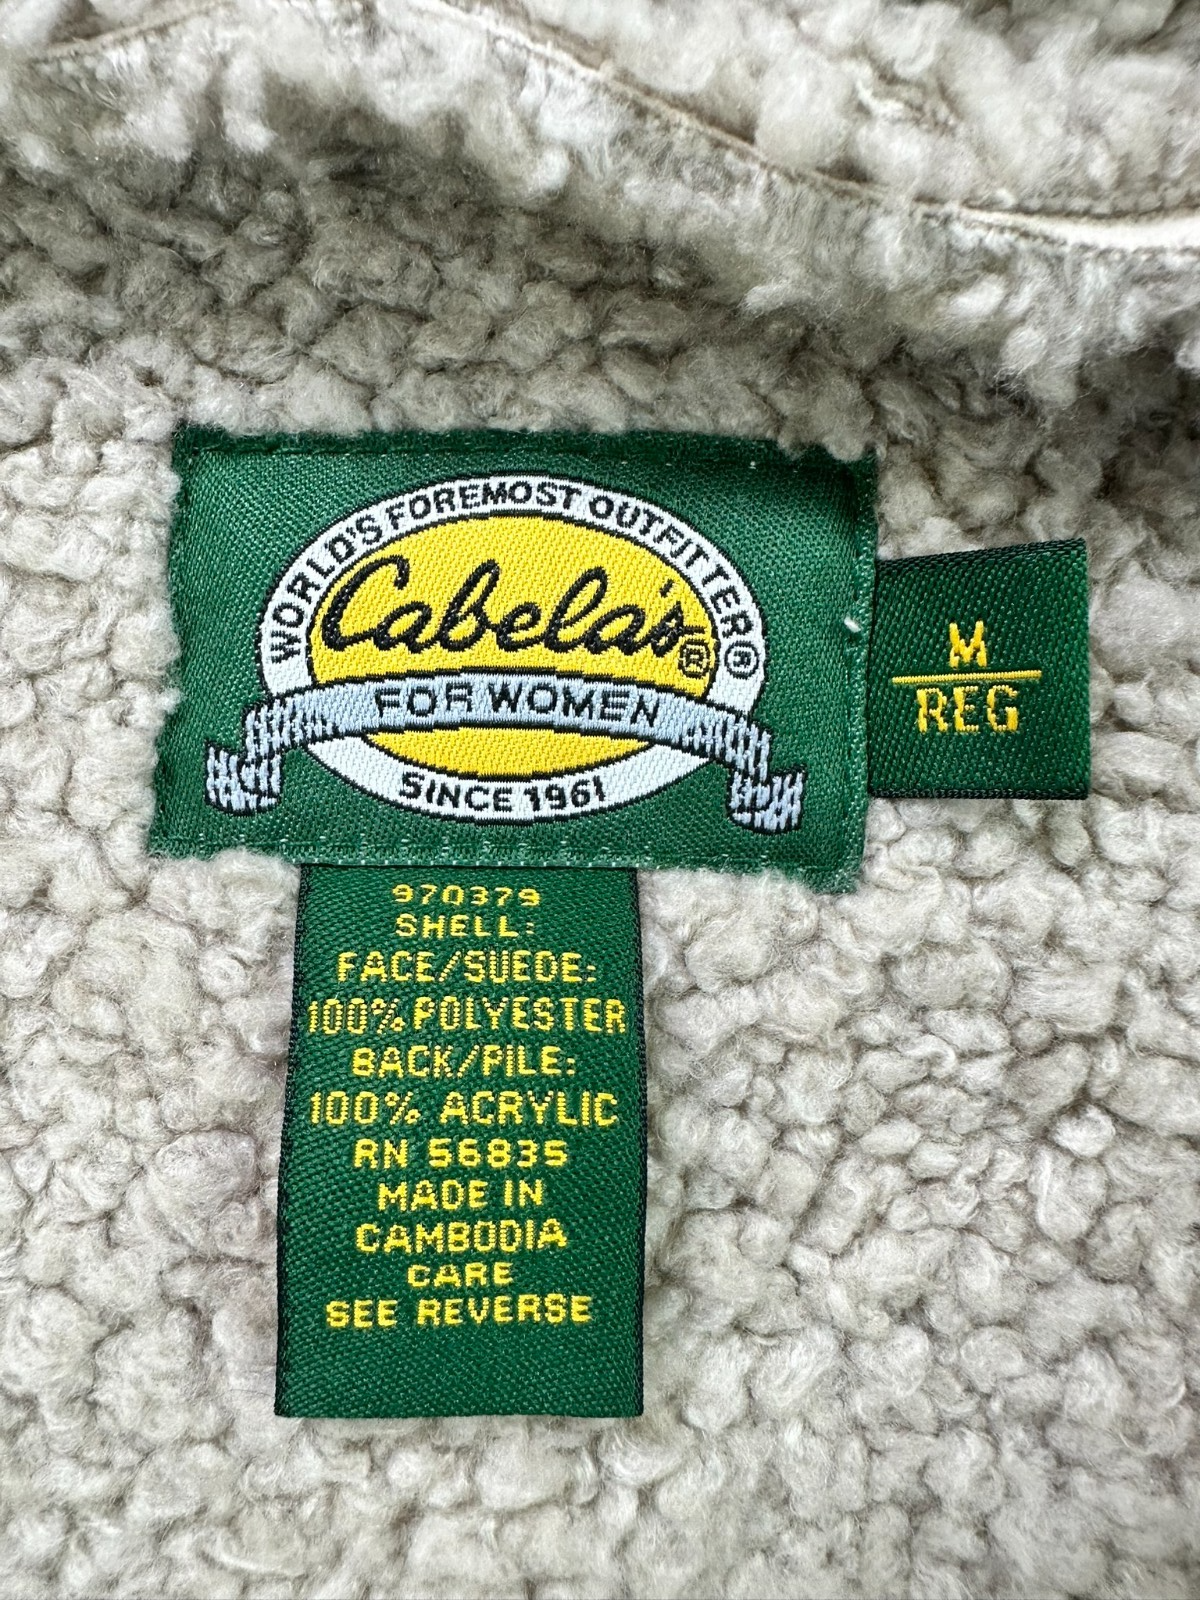 WORLD'S FOREMOST OUTFITTER®
Cabela's®
FOR WOMEN
SINCE 1961
M
REG
970379
SHELL:
FACE/SUEDE:
100% POLYESTER
BACK/PILE:
100% ACRYLIC
RN 56835
MADE IN
CAMBODIA
CARE
SEE REVERSE